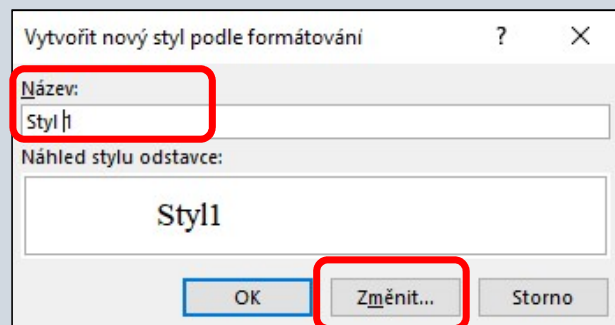 Vytvořit nový styl podle formátování ? ×
Název:
Styl 1
Náhled stylu odstavce:
Styl1
OK Změnit... Storno